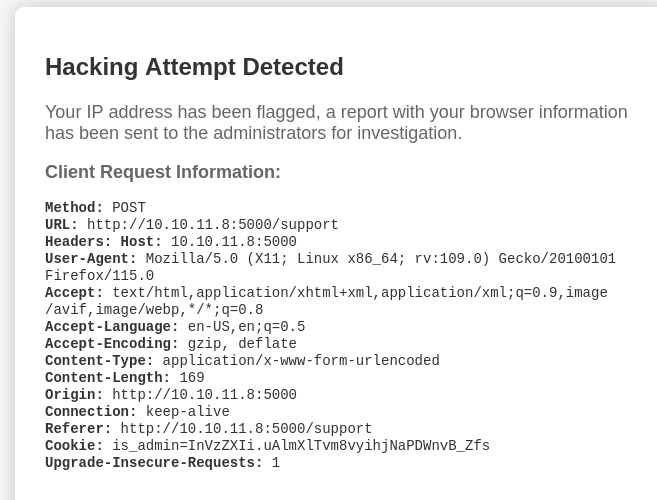 Hacking Attempt Detected
Your IP address has been flagged, a report with your browser information
has been sent to the administrators for investigation.
Client Request Information:
Method: POST
URL: http://10.10.11.8:5000/support
Headers: Host: 10.10.11.8:5000
User-Agent: Mozilla/5.0 (X11; Linux x86_64; rv:109.0) Gecko/20100101
Firefox/115.0
Accept: text/html,application/xhtml+xml,application/xml;q=0.9,image
/avif,image/webp,*/*;q=0.8
Accept-Language: en-US,en;q=0.5
Accept-Encoding: gzip, deflate
Content-Type: application/x-www-form-urlencoded
Content-Length: 169
Origin: http://10.10.11.8:5000
Connection: keep-alive
Referer: http://10.10.11.8:5000/support
Cookie: is_admin=InVzZXIi.uAlmXlTvm8vyihjNaPDWnvB_Zfs
Upgrade-Insecure-Requests: 1